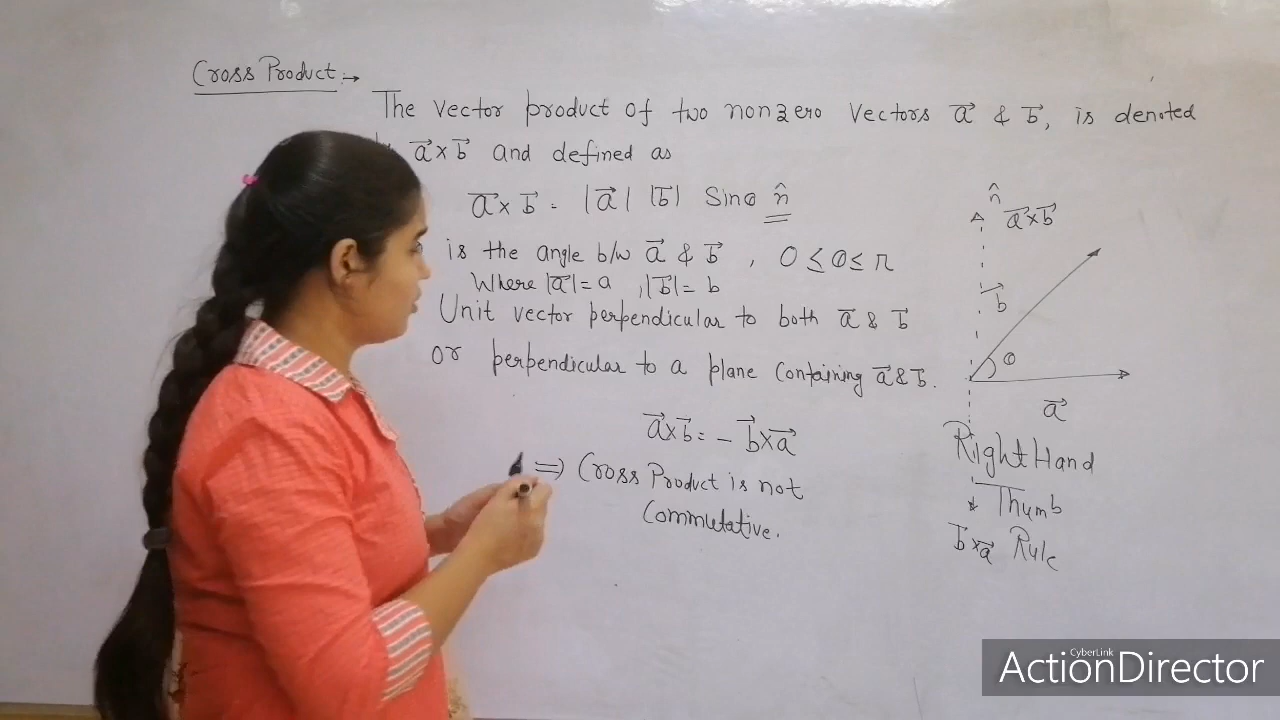 Cross Product :→
The vector product of two nonzero vectors a⃗ & b⃗, is denoted
a⃗ × b⃗ and defined as
a⃗ × b⃗ = |a⃗| |b⃗| Sinθ n̂
is the angle b/w a⃗ & b⃗ , 0 ≤ θ ≤ π
Where |a⃗| = a , |b⃗| = b
Unit vector perpendicular to both a⃗ & b⃗
or perpendicular to a plane containing a⃗ & b⃗.
a⃗ × b⃗ = - b⃗ × a⃗
⇒ Cross Product is not
Commutative.
n̂
a⃗ × b⃗
b⃗
θ
a⃗
Right Hand
Thumb
b⃗ × a⃗ Rule
CyberLink
ActionDirector